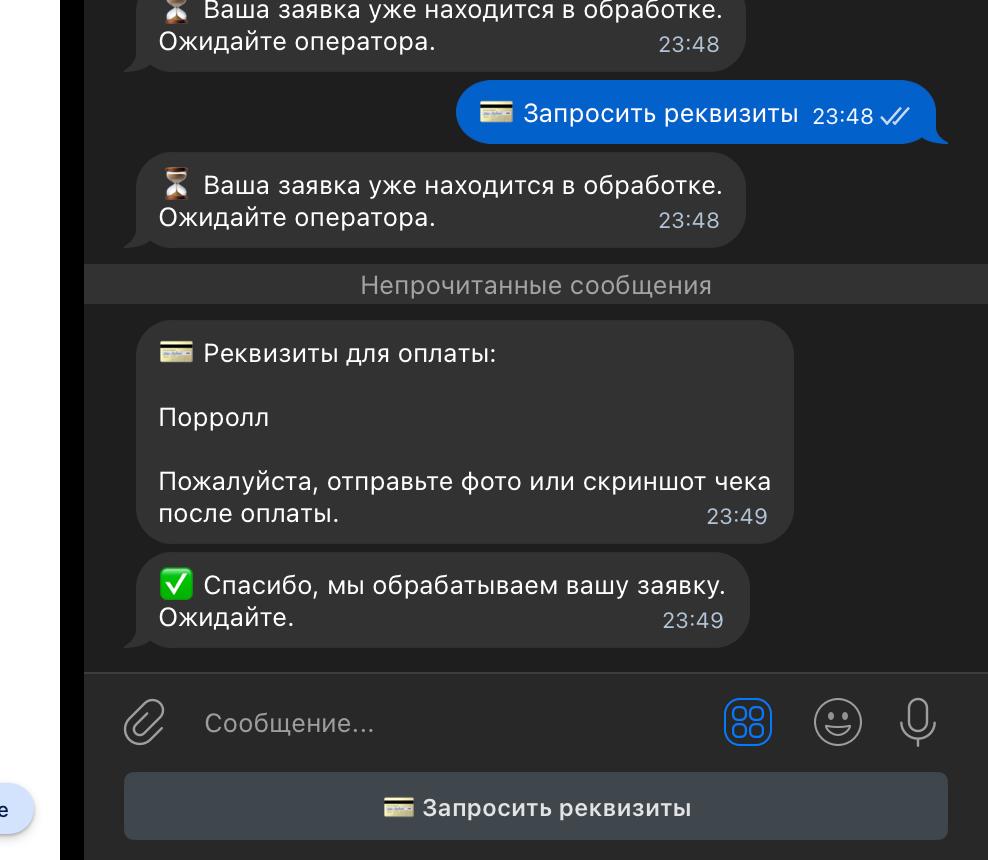 ⏳ Ваша заявка уже находится в обработке.
Ожидайте оператора. 23:48
💳 Запросить реквизиты 23:48
⏳ Ваша заявка уже находится в обработке.
Ожидайте оператора. 23:48
Непрочитанные сообщения
💳 Реквизиты для оплаты:
Порролл
Пожалуйста, отправьте фото или скриншот чека
после оплаты. 23:49
✅ Спасибо, мы обрабатываем вашу заявку.
Ожидайте. 23:49
Сообщение...
e
💳 Запросить реквизиты